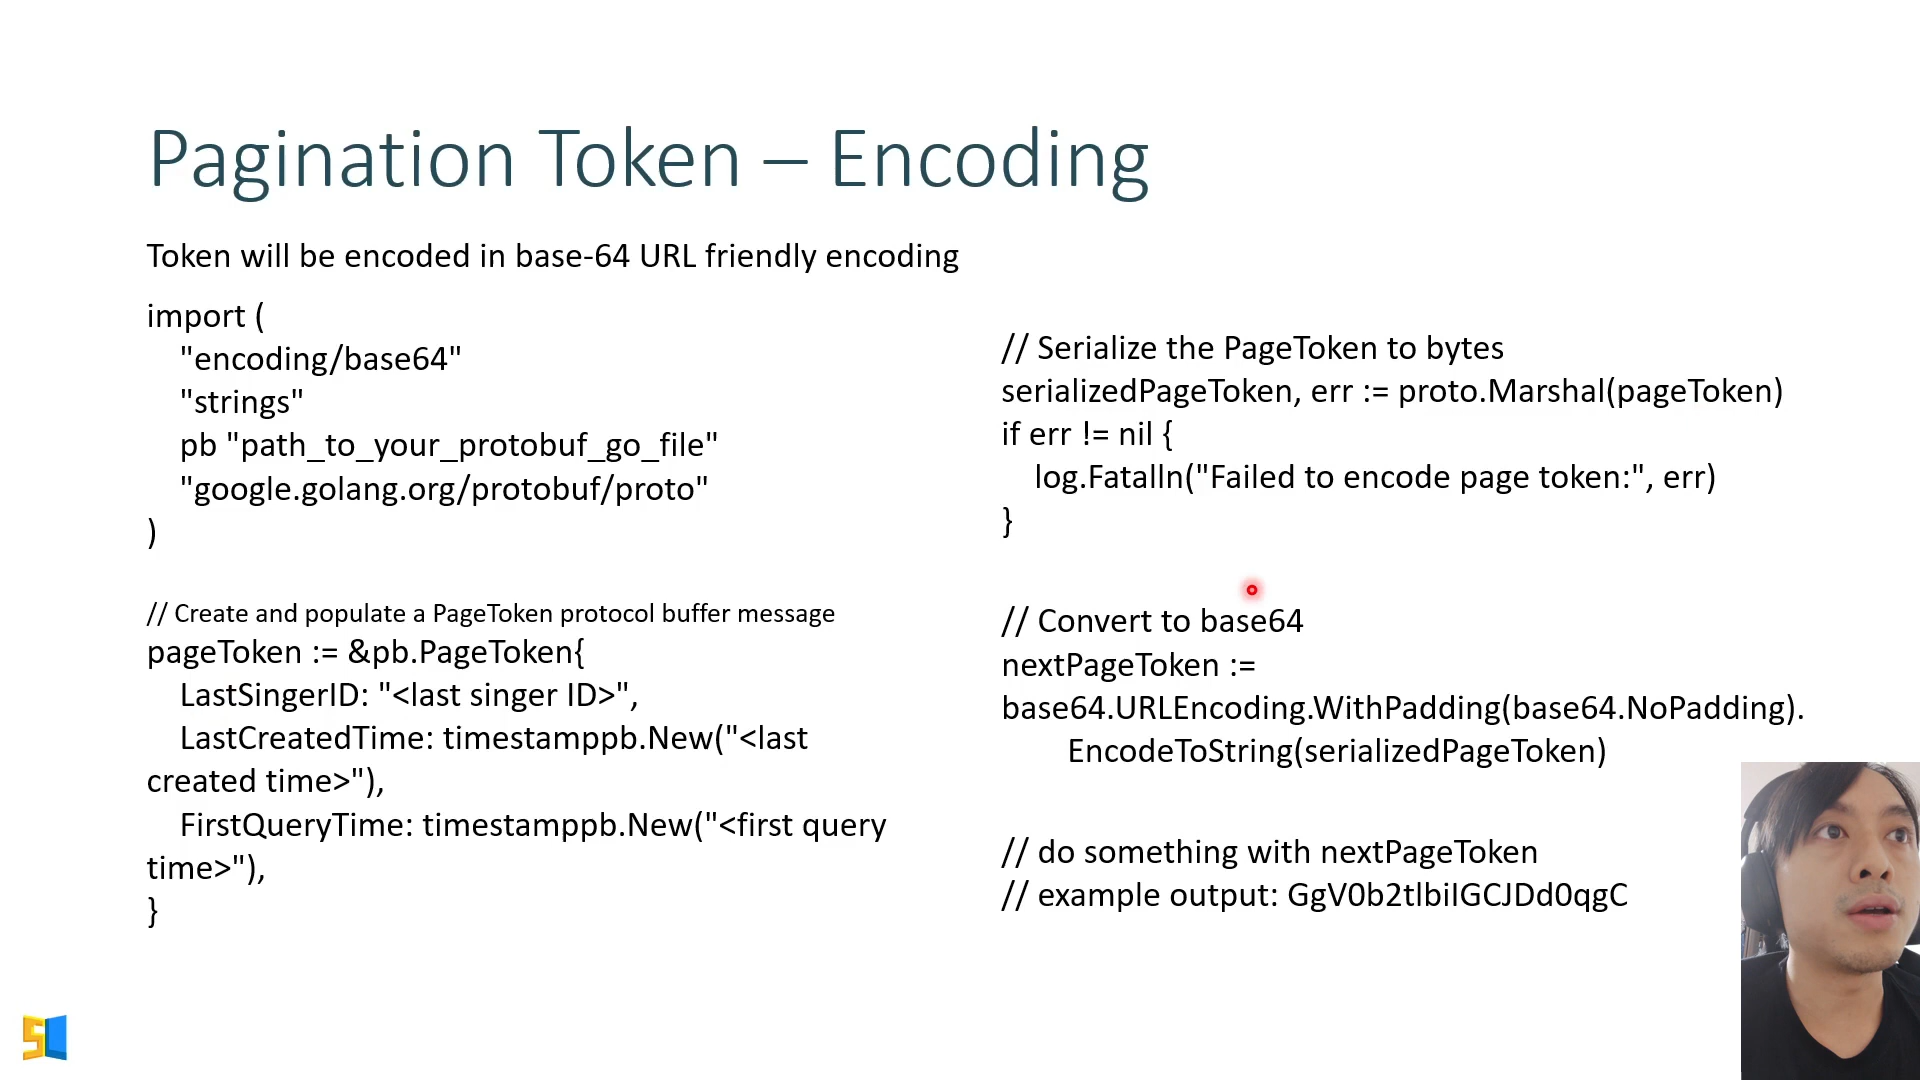 Pagination Token – Encoding
Token will be encoded in base-64 URL friendly encoding
import (
"encoding/base64"
"strings"
pb "path_to_your_protobuf_go_file"
"google.golang.org/protobuf/proto"
)
// Create and populate a PageToken protocol buffer message
pageToken := &pb.PageToken{
LastSingerID: "<last singer ID>",
LastCreatedTime: timestamppb.New("<last
created time>"),
FirstQueryTime: timestamppb.New("<first query
time>"),
}
// Serialize the PageToken to bytes
serializedPageToken, err := proto.Marshal(pageToken)
if err != nil {
log.Fatalln("Failed to encode page token:", err)
}
// Convert to base64
nextPageToken :=
base64.URLEncoding.WithPadding(base64.NoPadding).
EncodeToString(serializedPageToken)
// do something with nextPageToken
// example output: GgV0b2tlbiIGCJDd0qgC